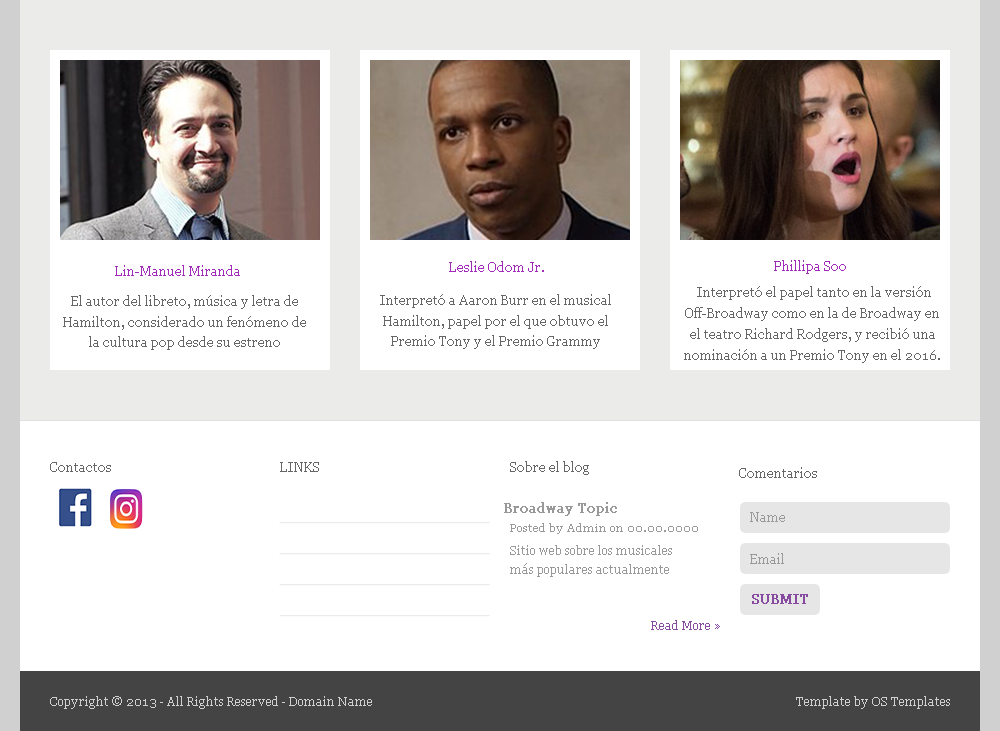 Lin-Manuel Miranda
El autor del libreto, música y letra de
Hamilton, considerado un fenómeno de
la cultura pop desde su estreno
Leslie Odom Jr.
Interpretó a Aaron Burr en el musical
Hamilton, papel por el que obtuvo el
Premio Tony y el Premio Grammy
Phillipa Soo
Interpretó el papel tanto en la versión
Off-Broadway como en la de Broadway en
el teatro Richard Rodgers, y recibió una
nominación a un Premio Tony en el 2016.
Contactos
LINKS
Sobre el blog
Broadway Topic
Posted by Admin on 00.00.0000
Sitio web sobre los musicales
más populares actualmente
Read More »
Comentarios
Name
Email
SUBMIT
Copyright © 2013 - All Rights Reserved - Domain Name
Template by OS Templates